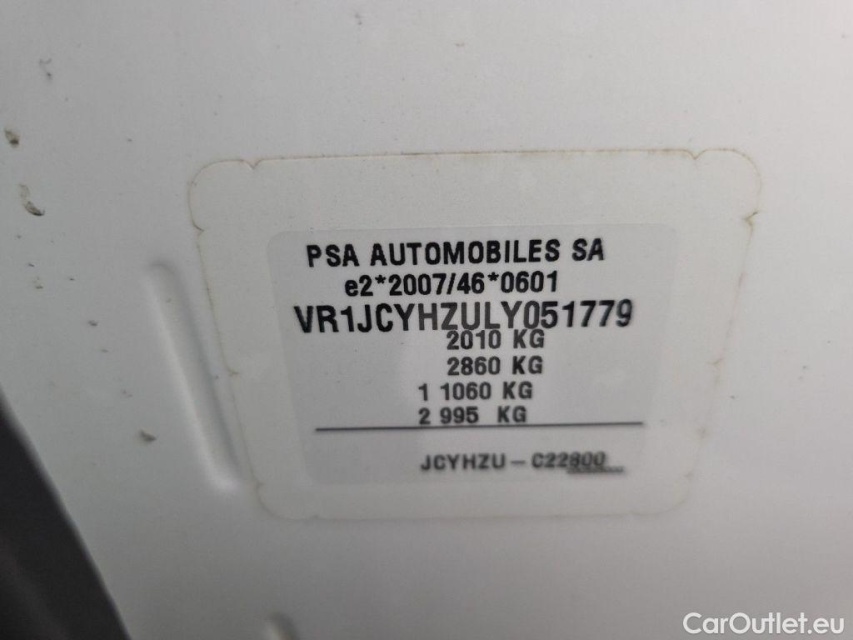 PSA AUTOMOBILES SA
e2*2007/46*0601
VR1JCYHZULY051779
2010 KG
2860 KG
1 1060 KG
2 995 KG
JCYHZU - C22800
CarOutlet.eu